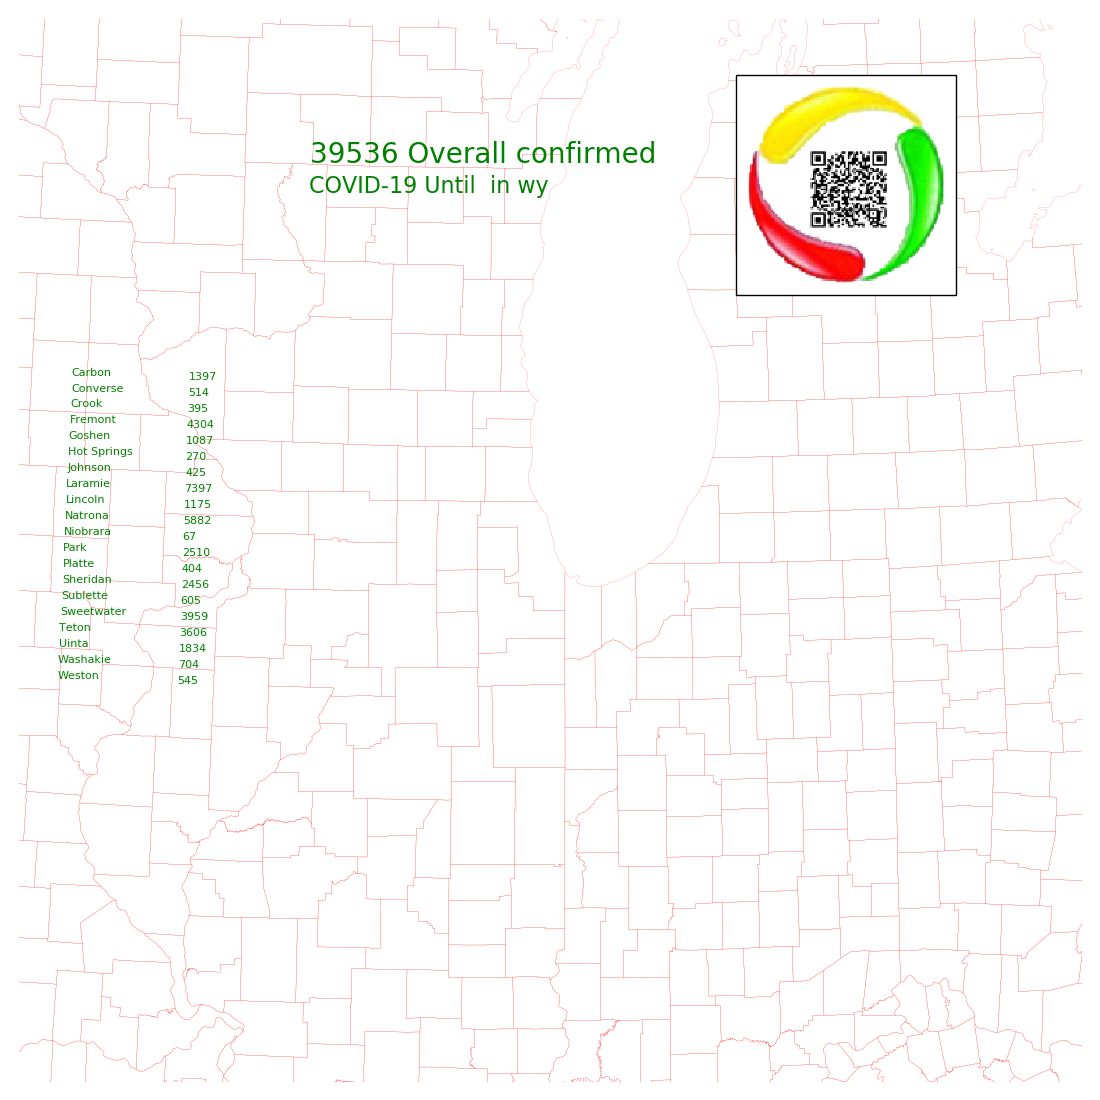 39536 Overall confirmed
COVID-19 Until  in wy
Carbon 1397
Converse 514
Crook 395
Fremont 4304
Goshen 1087
Hot Springs 270
Johnson 425
Laramie 7397
Lincoln 1175
Natrona 5882
Niobrara 67
Park 2510
Platte 404
Sheridan 2456
Sublette 605
Sweetwater 3959
Teton 3606
Uinta 1834
Washakie 704
Weston 545